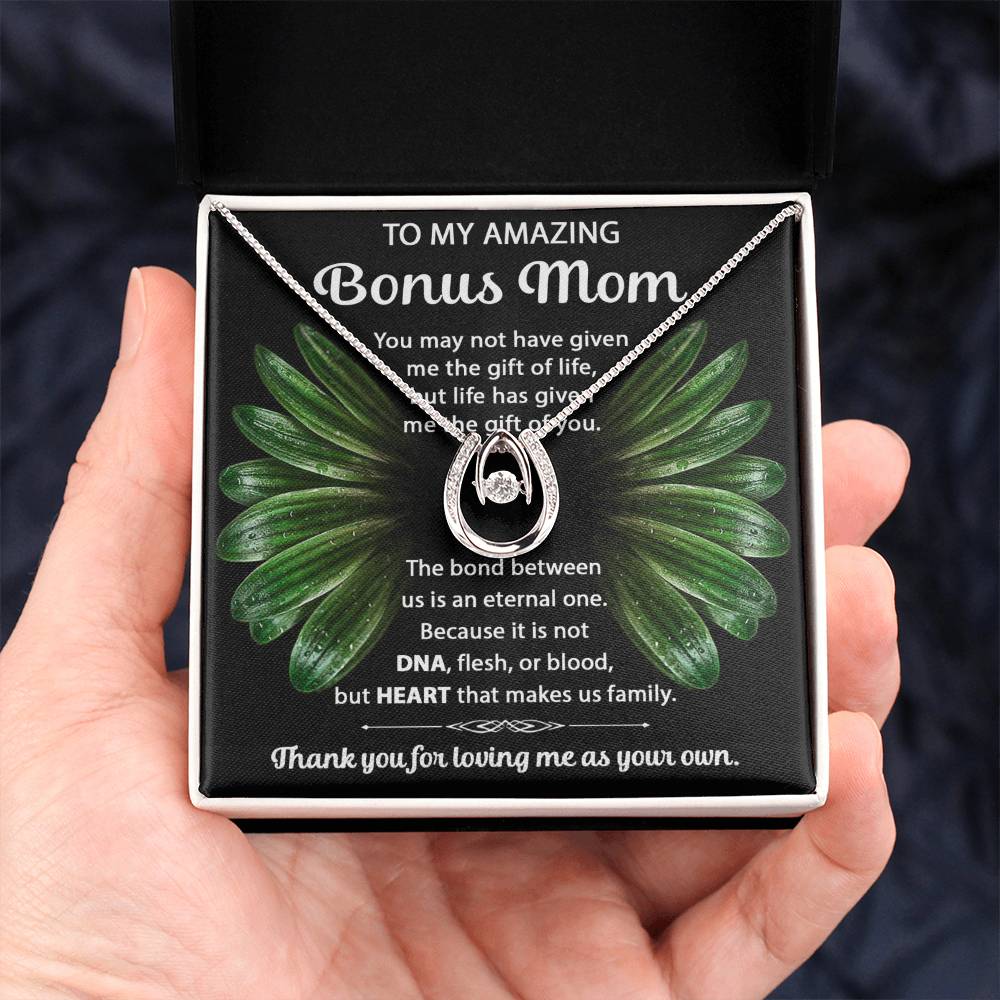 TO MY AMAZING
Bonus Mom
You may not have given
me the gift of life,
but life has given
me the gift of you.
The bond between
us is an eternal one.
Because it is not
DNA, flesh, or blood,
but HEART that makes us family.
Thank you for loving me as your own.